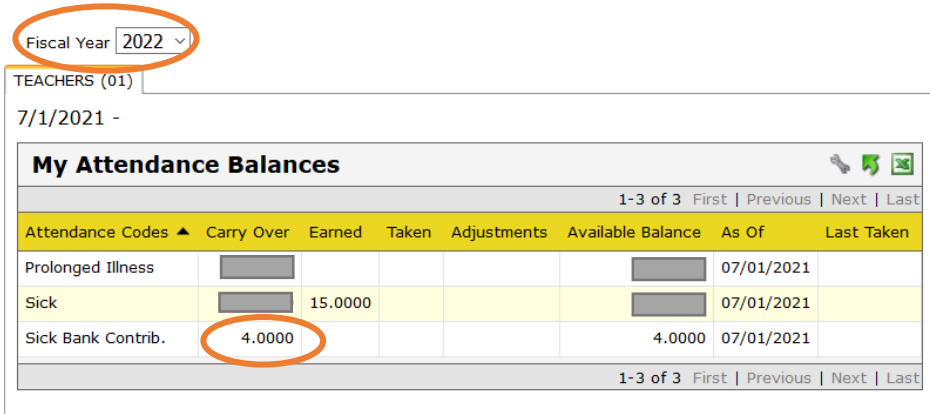 Fiscal Year 2022
TEACHERS (01)
7/1/2021 -
My Attendance Balances
1-3 of 3 First | Previous | Next | Last
Attendance Codes ▲ Carry Over Earned Taken Adjustments Available Balance As Of Last Taken
Prolonged Illness 07/01/2021
Sick 15.0000 07/01/2021
Sick Bank Contrib. 4.0000 4.0000 07/01/2021
1-3 of 3 First | Previous | Next | Last